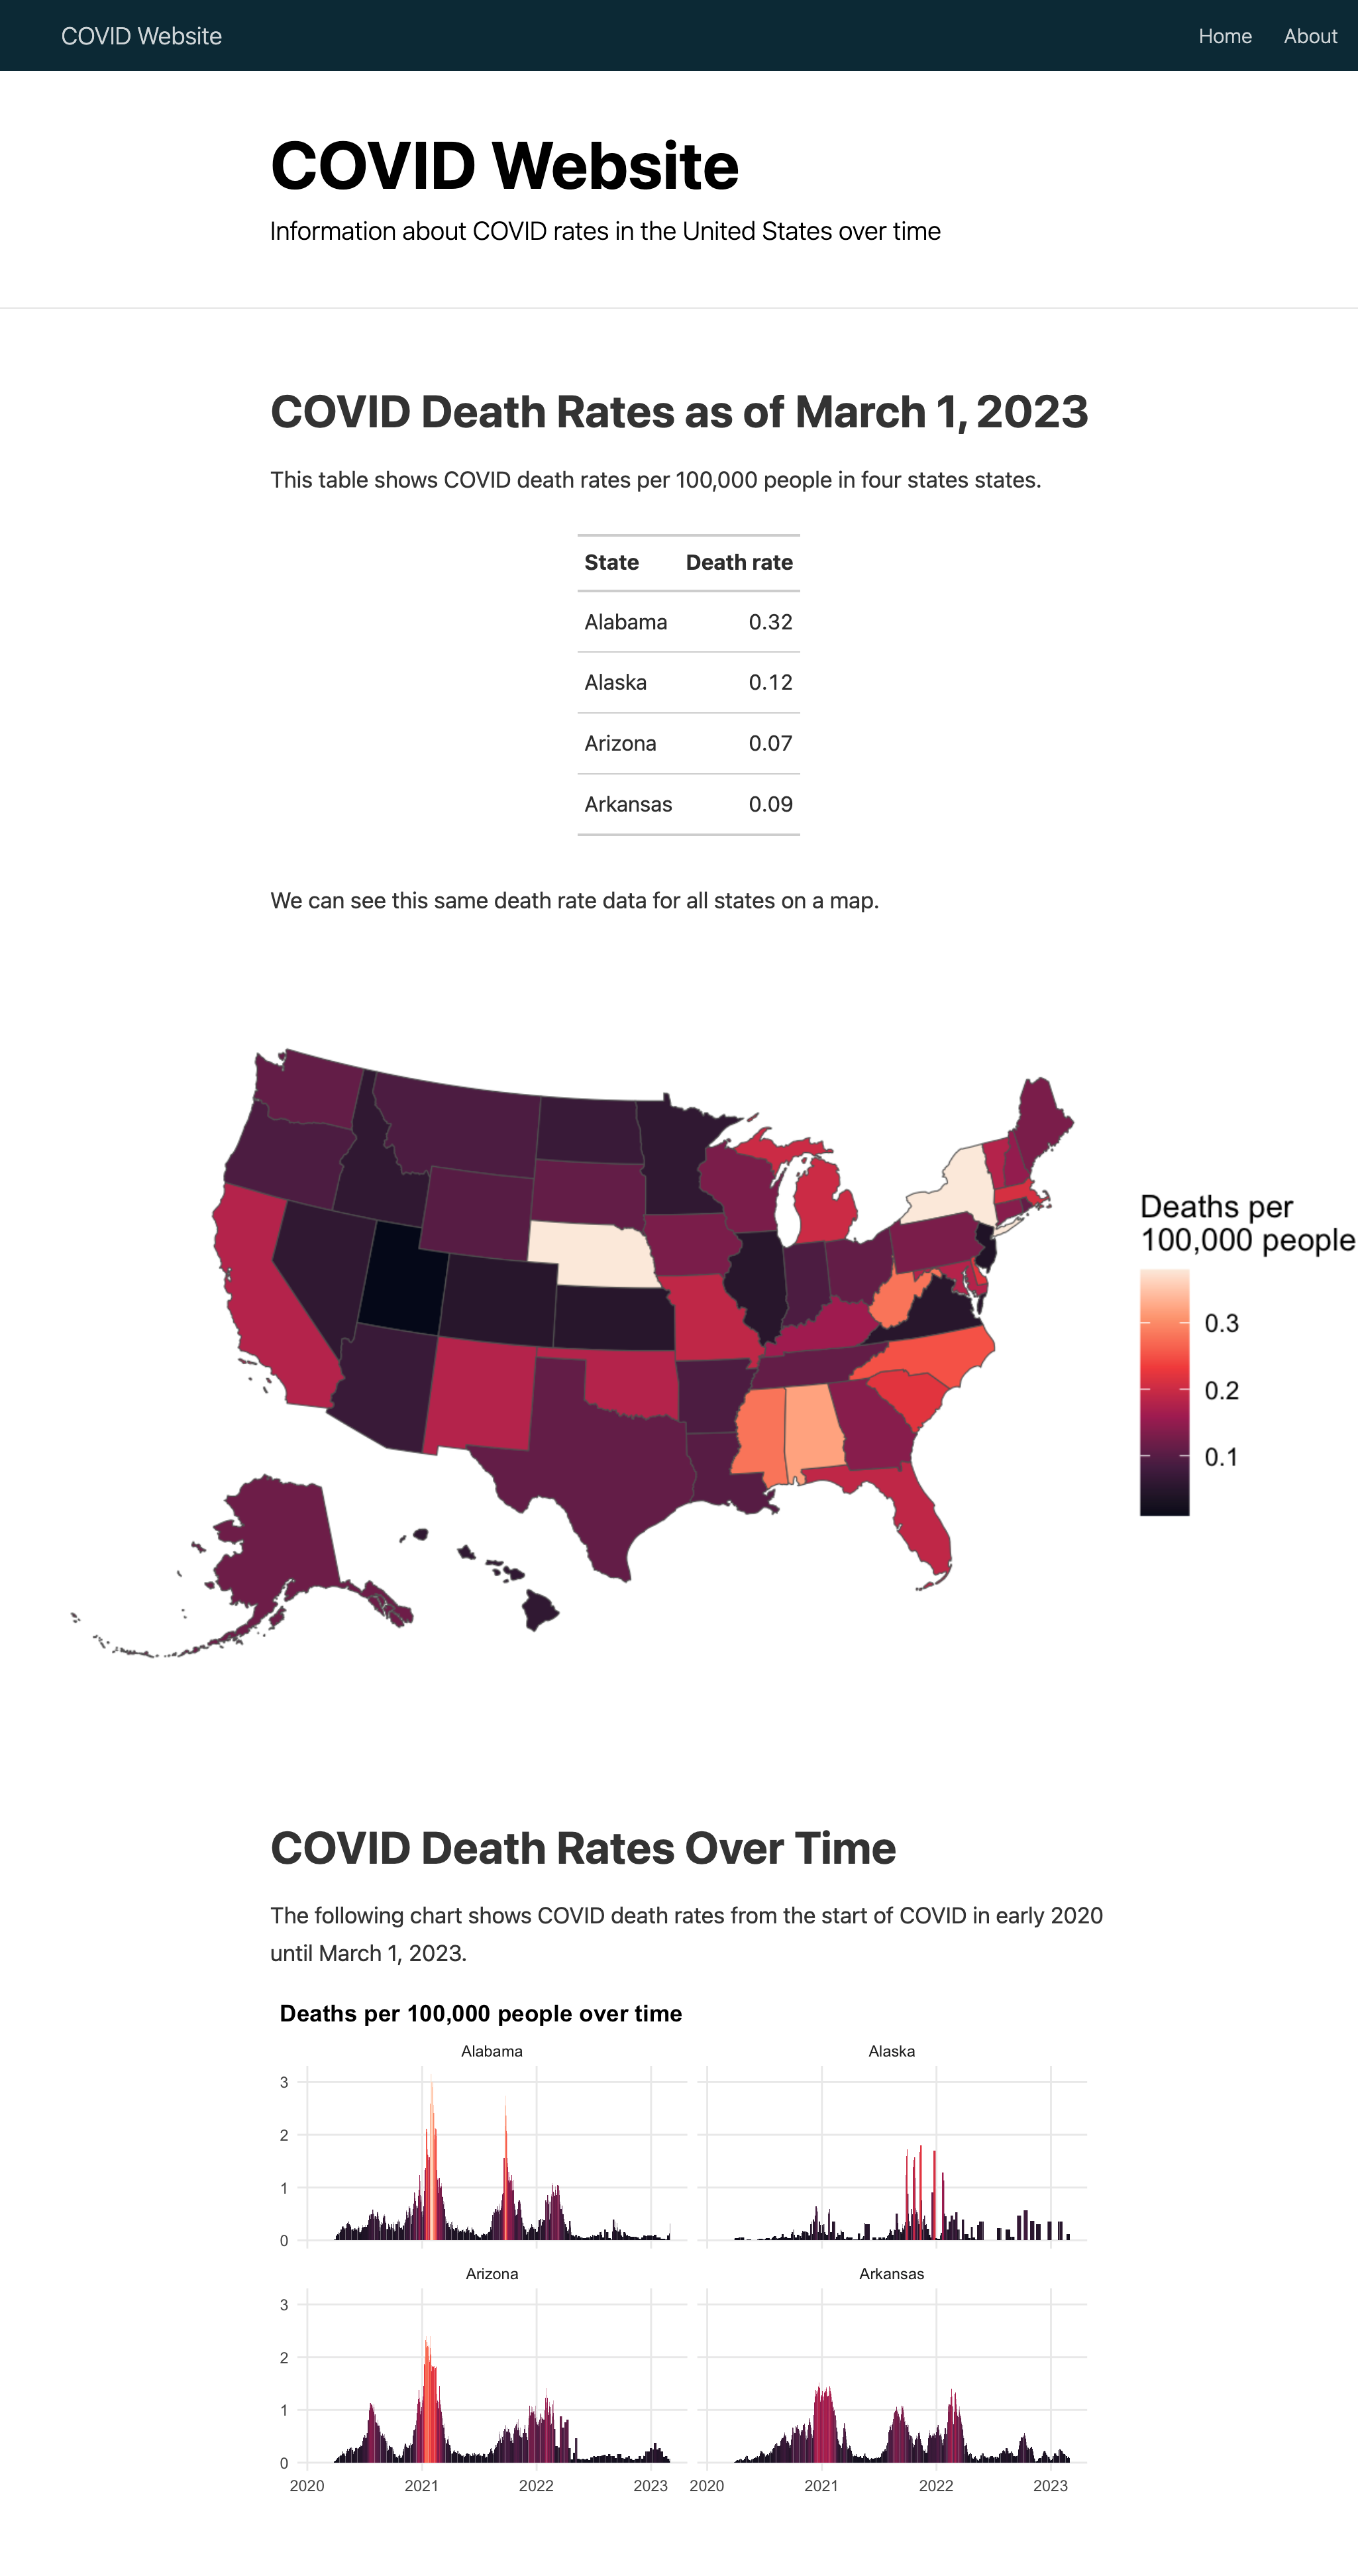 COVID Website
Home About
COVID Website
Information about COVID rates in the United States over time
COVID Death Rates as of March 1, 2023
This table shows COVID death rates per 100,000 people in four states states.
State Death rate
Alabama 0.32
Alaska 0.12
Arizona 0.07
Arkansas 0.09
We can see this same death rate data for all states on a map.
Deaths per
100,000 people
0.3
0.2
0.1
COVID Death Rates Over Time
The following chart shows COVID death rates from the start of COVID in early 2020
until March 1, 2023.
Deaths per 100,000 people over time
Alabama Alaska
3
2
1
0
Arizona Arkansas
3
2
1
0
2020 2021 2022 2023 2020 2021 2022 2023